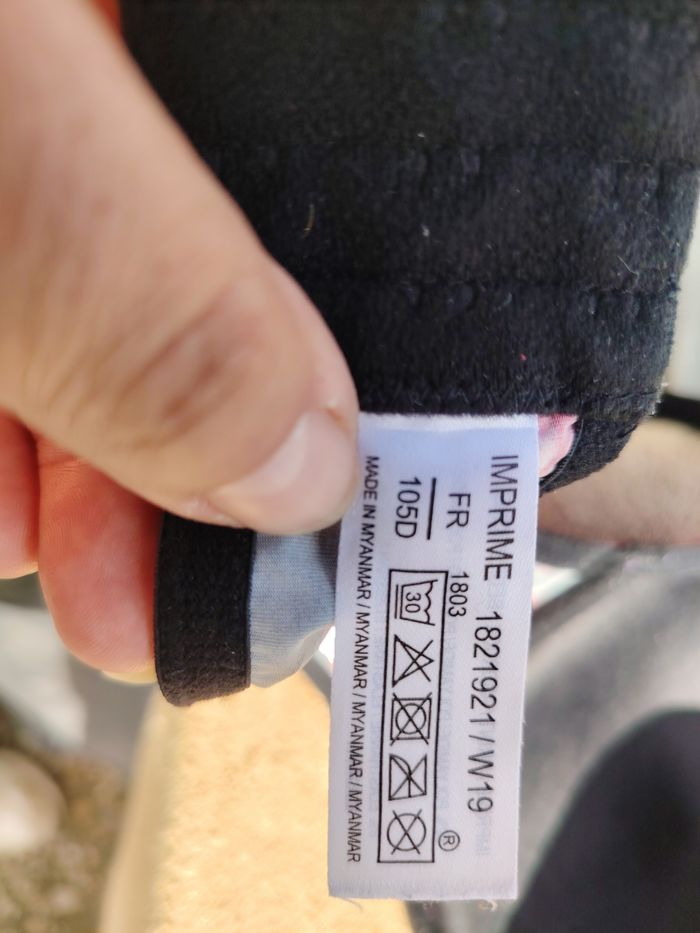 IMPRIME 1821921 / W19
FR
105D
1803
30
®
MADE IN MYANMAR / MYANMAR / MYANMAR / MYANMAR